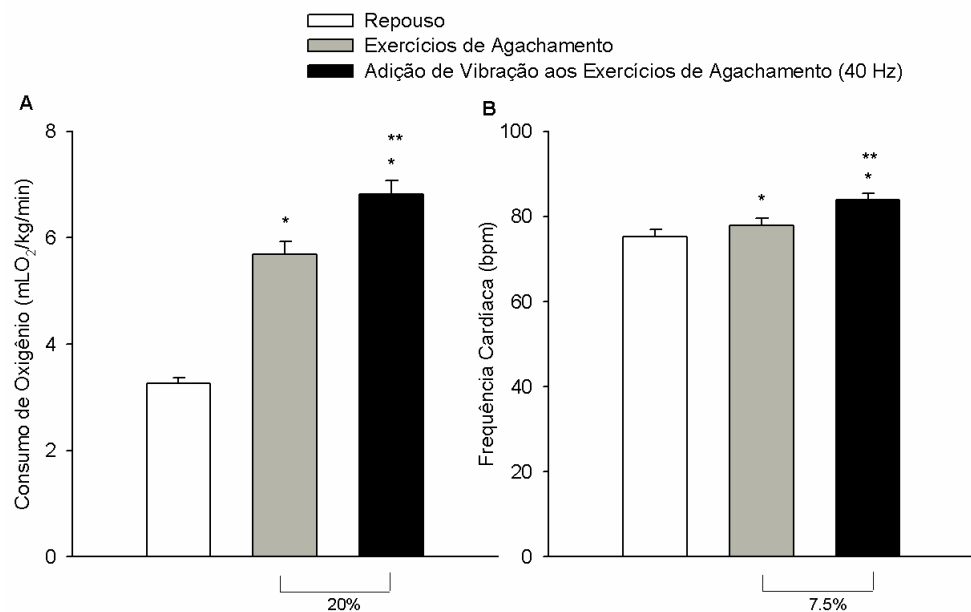 Repouso
Exercícios de Agachamento
Adição de Vibração aos Exercícios de Agachamento (40 Hz)
A
Consumo de Oxigênio (mLO2/kg/min)
8
6
4
2
0
*
**
*
20%
B
Frequência Cardíaca (bpm)
100
80
60
40
20
0
*
**
*
7.5%